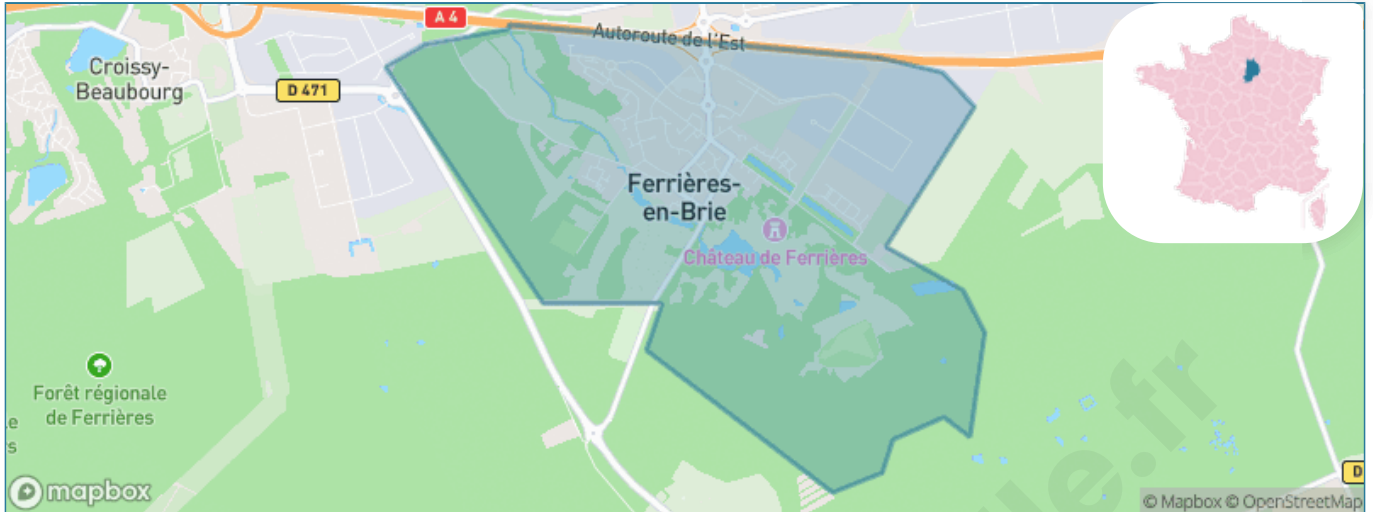 A 4
Autoroute de l'Est
Croissy-
Beaubourg
D 471
Ferrières-
en-Brie
Château de Ferrières
Forêt régionale
de Ferrières
e
s
D
mapbox
© Mapbox © OpenStreetMap